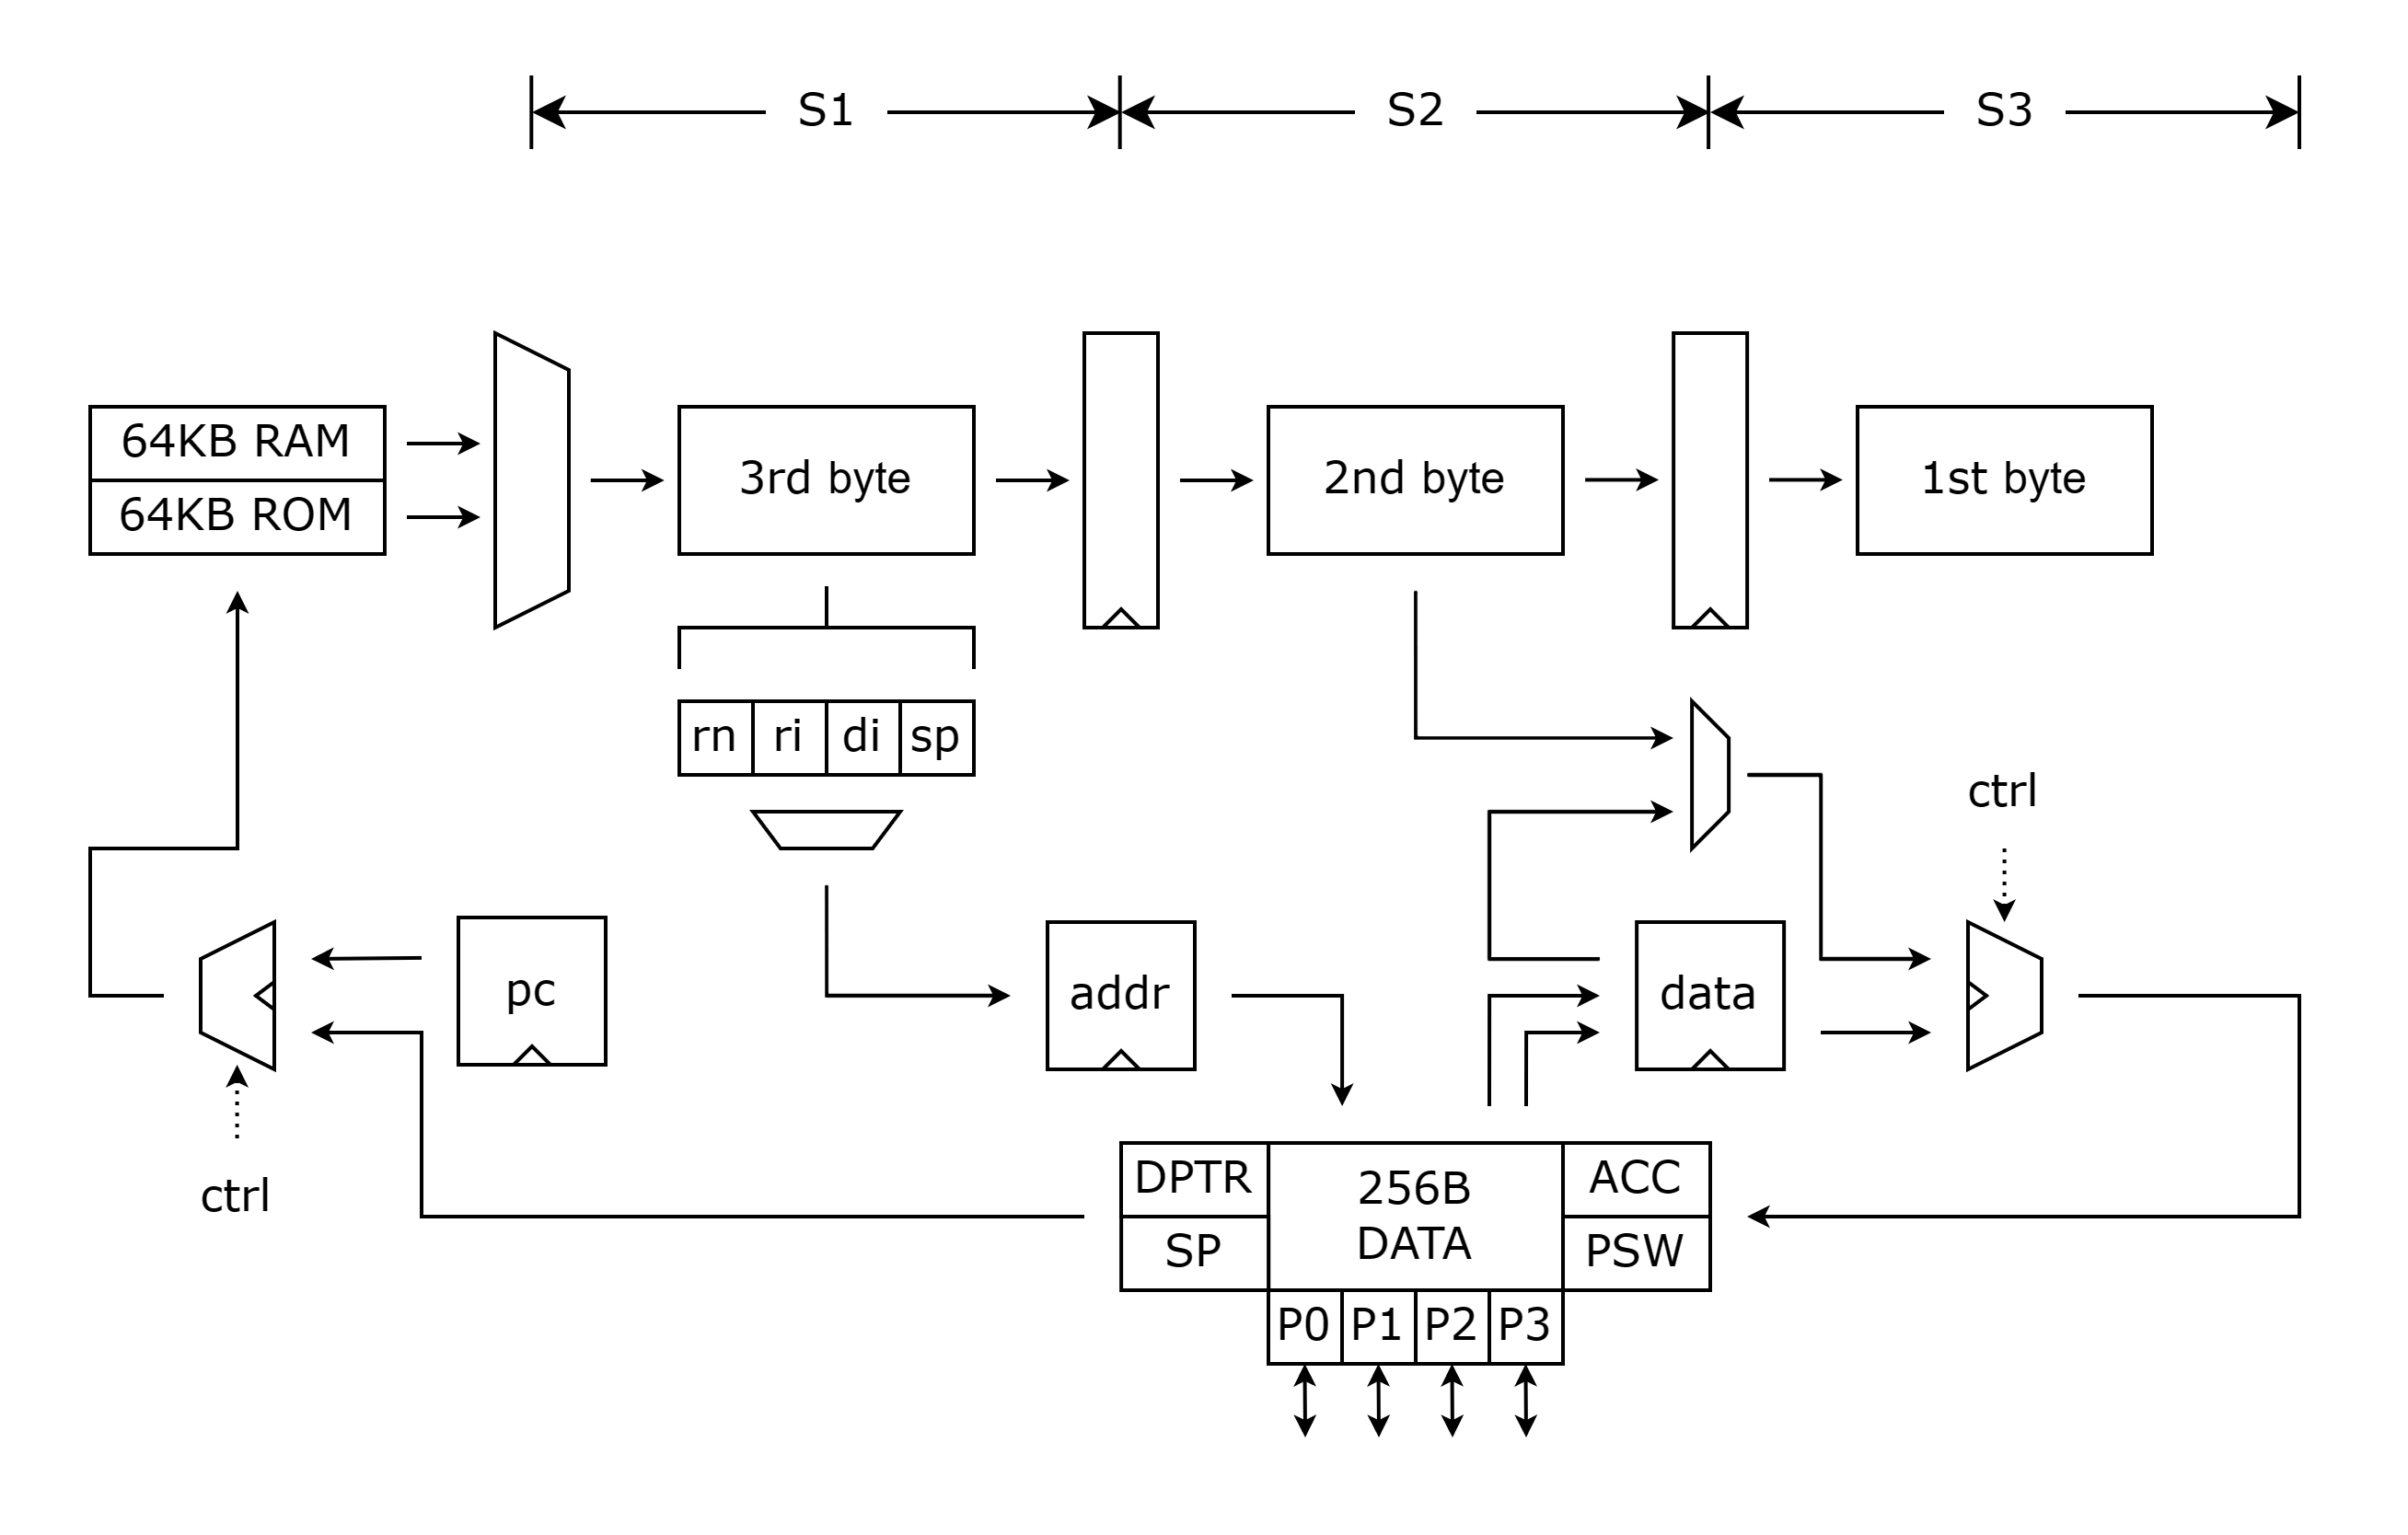 S1
S2
S3
64KB RAM
64KB ROM
3rd byte
2nd byte
1st byte
rn
ri
di
sp
ctrl
pc
addr
data
ctrl
DPTR
SP
256B
DATA
ACC
PSW
P0
P1
P2
P3